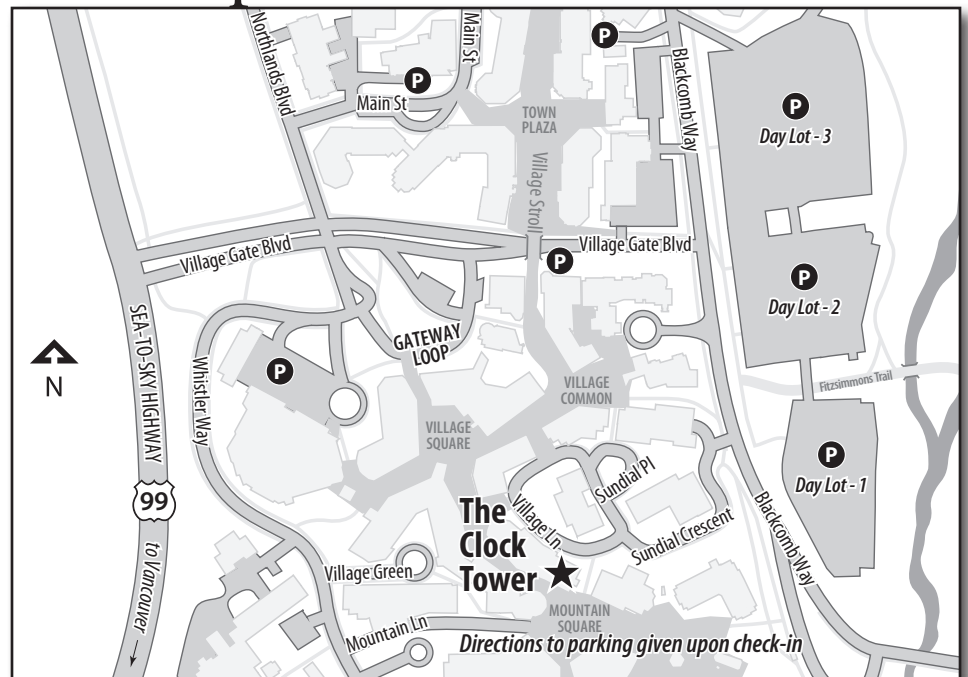 Northlands Blvd
Main St
P
P
Main St
Blackcomb Way
TOWN
PLAZA
P
Day Lot - 3
Village Stroll
Village Gate Blvd
Village Gate Blvd
P
P
Day Lot - 2
SEA-TO-SKY HIGHWAY
GATEWAY
LOOP
N
Whistler Way
P
VILLAGE
COMMON
Fitzsimmons Trail
VILLAGE
SQUARE
P
Day Lot - 1
99
to Vancouver
Sundial Pl
Village Ln
The
Clock
Tower
Sundial Crescent
Blackcomb Way
Village Green
MOUNTAIN
SQUARE
Mountain Ln
Directions to parking given upon check-in